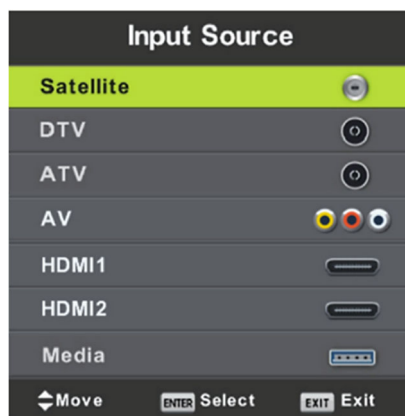 Input Source
Satellite
DTV
ATV
AV
HDMI1
HDMI2
Media
Move ENTER Select EXIT Exit